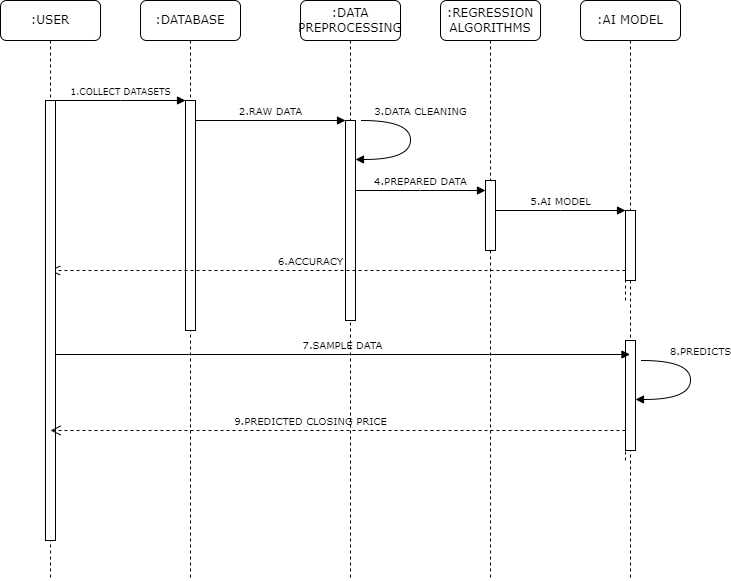 :USER
:DATABASE
:DATA
PREPROCESSING
:REGRESSION
ALGORITHMS
:AI MODEL
1.COLLECT DATASETS
2.RAW DATA
3.DATA CLEANING
4.PREPARED DATA
5.AI MODEL
6.ACCURACY
7.SAMPLE DATA
8.PREDICTS
9.PREDICTED CLOSING PRICE